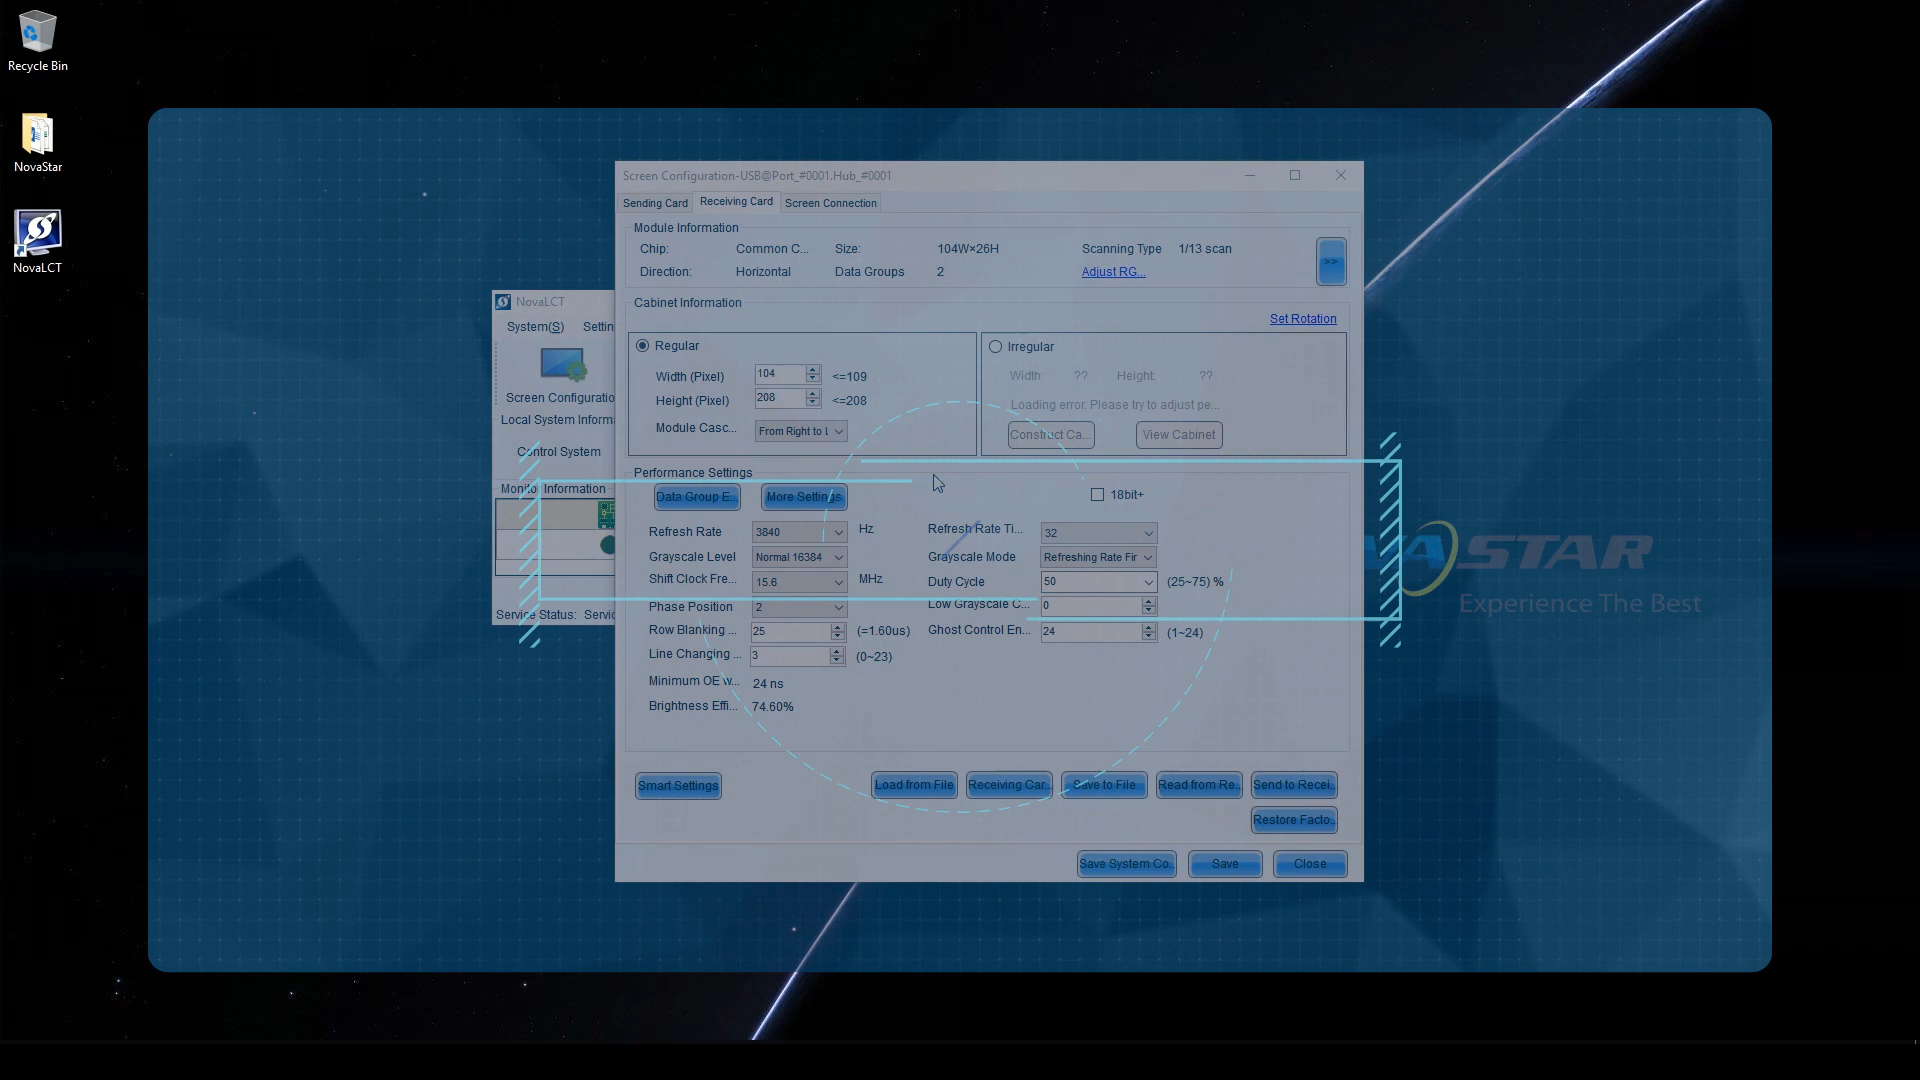 Recycle Bin
NovaStar
NovaLCT
NovaLCT
System(S) Settin
Screen Configuratio
Local System Inform
Control System
Monito Information
Service Status: Servic
Screen Configuration-USB@Port_#0001.Hub_#0001
Sending Card Receiving Card Screen Connection
Module Information
Chip: Common C... Size: 104W×26H Scanning Type 1/13 scan
Direction: Horizontal Data Groups 2 Adjust RG...
>>
Cabinet Information
Set Rotation
Regular
Width (Pixel) 104 <=109
Height (Pixel) 208 <=208
Module Casc... From Right to L
Irregular
Width: ?? Height: ??
Loading error. Please try to adjust pe...
Construct Ca... View Cabinet
Performance Settings
Data Group E... More Settings 18bit+
Refresh Rate 3840 Hz Refresh Rate Ti... 32
Grayscale Level Normal 16384 Grayscale Mode Refreshing Rate Fir
Shift Clock Fre... 15.6 MHz Duty Cycle 50 (25~75) %
Phase Position 2 Low Grayscale C... 0
Row Blanking ... 25 (=1.60us) Ghost Control En... 24 (1~24)
Line Changing ... 3 (0~23)
Minimum OE w... 24 ns
Brightness Effi... 74.60%
Smart Settings Load from File Receiving Car... Save to File Read from Re... Send to Recei...
Restore Facto...
Save System Co... Save Close
VASTAR
Experience The Best